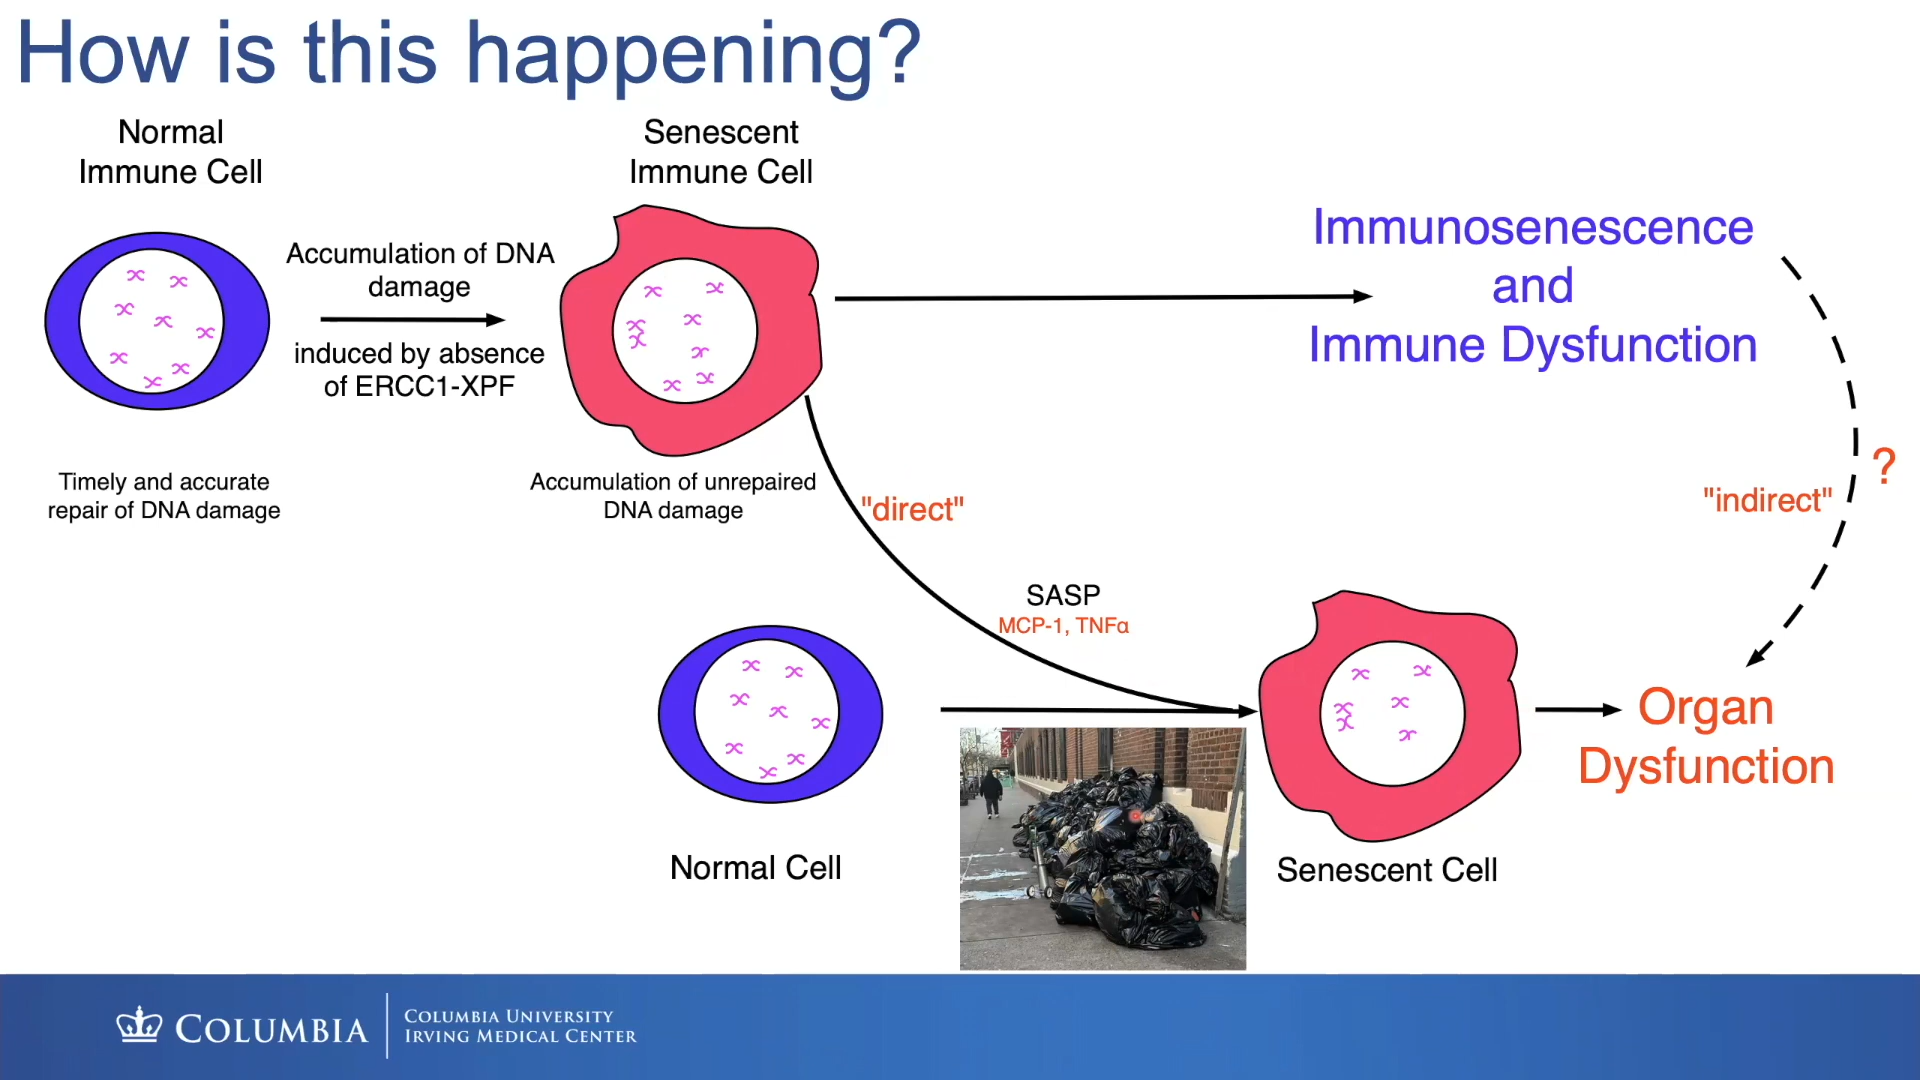 How is this happening?
Normal
Immune Cell
Senescent
Immune Cell
Accumulation of DNA
damage
induced by absence
of ERCC1-XPF
Immunosenescence
and
Immune Dysfunction
Timely and accurate
repair of DNA damage
Accumulation of unrepaired
DNA damage
"direct"
"indirect"
?
SASP
MCP-1, TNFα
Organ
Dysfunction
Normal Cell
Senescent Cell
COLUMBIA
COLUMBIA UNIVERSITY
IRVING MEDICAL CENTER